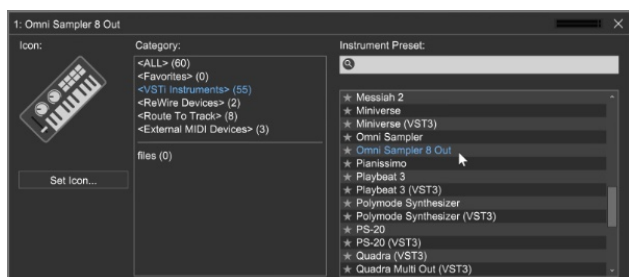 1: Omni Sampler 8 Out
Icon:
Set Icon...
Category:
<ALL> (60)
<Favorites> (0)
<VSTi Instruments> (55)
<ReWire Devices> (2)
<Route To Track> (8)
<External MIDI Devices> (3)
files (0)
Instrument Preset:
Messiah 2
Miniverse
Miniverse (VST3)
Omni Sampler
Omni Sampler 8 Out
Pianissimo
Playbeat 3
Playbeat 3 (VST3)
Polymode Synthesizer
Polymode Synthesizer (VST3)
PS-20
PS-20 (VST3)
Quadra (VST3)
Quadra Multi Out (VST3)